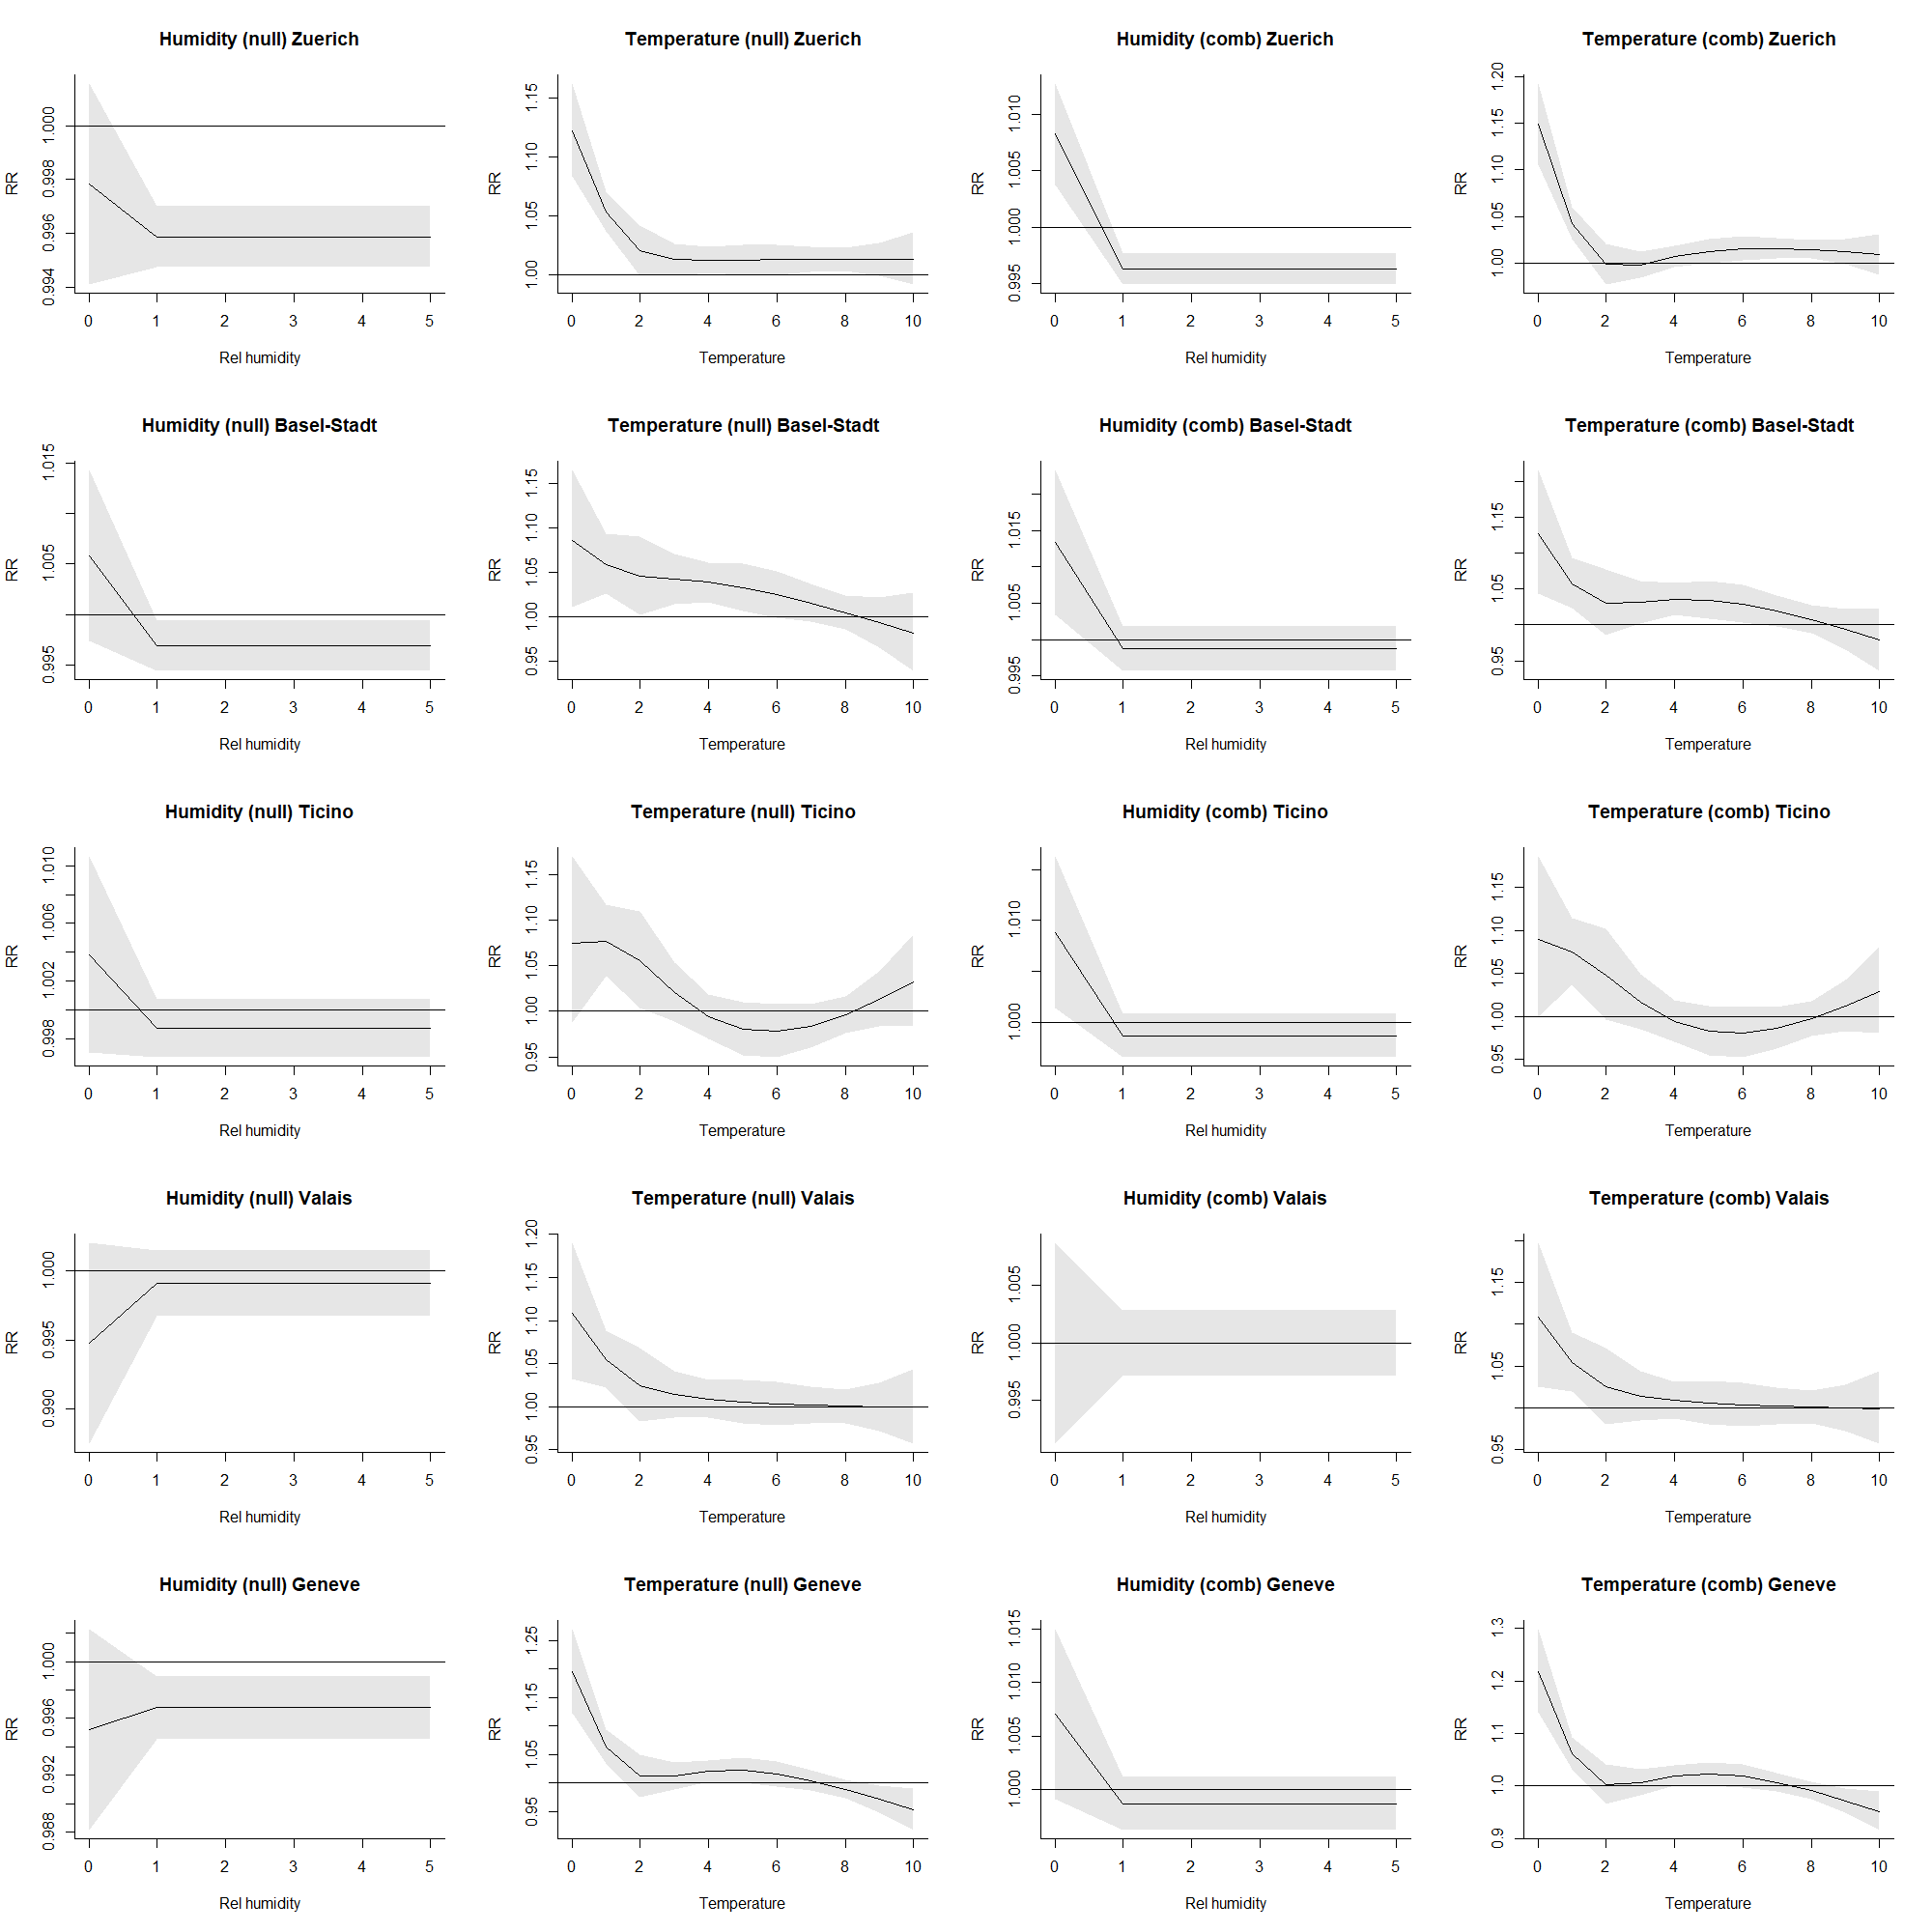 Humidity (null) Zuerich
RR
0.994 0.996 0.998 1.000
0 1 2 3 4 5
Rel humidity
Temperature (null) Zuerich
RR
1.00 1.05 1.10 1.15
0 2 4 6 8 10
Temperature
Humidity (comb) Zuerich
RR
0.995 1.000 1.005 1.010
0 1 2 3 4 5
Rel humidity
Temperature (comb) Zuerich
RR
1.00 1.05 1.10 1.15 1.20
0 2 4 6 8 10
Temperature
Humidity (null) Basel-Stadt
RR
0.995 1.005 1.015
0 1 2 3 4 5
Rel humidity
Temperature (null) Basel-Stadt
RR
0.95 1.00 1.05 1.10 1.15
0 2 4 6 8 10
Temperature
Humidity (comb) Basel-Stadt
RR
0.995 1.005 1.015
0 1 2 3 4 5
Rel humidity
Temperature (comb) Basel-Stadt
RR
0.95 1.05 1.15
0 2 4 6 8 10
Temperature
Humidity (null) Ticino
RR
0.998 1.002 1.006 1.010
0 1 2 3 4 5
Rel humidity
Temperature (null) Ticino
RR
0.95 1.00 1.05 1.10 1.15
0 2 4 6 8 10
Temperature
Humidity (comb) Ticino
RR
1.000 1.010
0 1 2 3 4 5
Rel humidity
Temperature (comb) Ticino
RR
0.95 1.00 1.05 1.10 1.15
0 2 4 6 8 10
Temperature
Humidity (null) Valais
RR
0.990 0.995 1.000
0 1 2 3 4 5
Rel humidity
Temperature (null) Valais
RR
0.95 1.00 1.05 1.10 1.15 1.20
0 2 4 6 8 10
Temperature
Humidity (comb) Valais
RR
0.995 1.000 1.005
0 1 2 3 4 5
Rel humidity
Temperature (comb) Valais
RR
0.95 1.05 1.15
0 2 4 6 8 10
Temperature
Humidity (null) Geneve
RR
0.988 0.992 0.996 1.000
0 1 2 3 4 5
Rel humidity
Temperature (null) Geneve
RR
0.95 1.05 1.15 1.25
0 2 4 6 8 10
Temperature
Humidity (comb) Geneve
RR
1.000 1.005 1.010 1.015
0 1 2 3 4 5
Rel humidity
Temperature (comb) Geneve
RR
0.9 1.0 1.1 1.2 1.3
0 2 4 6 8 10
Temperature